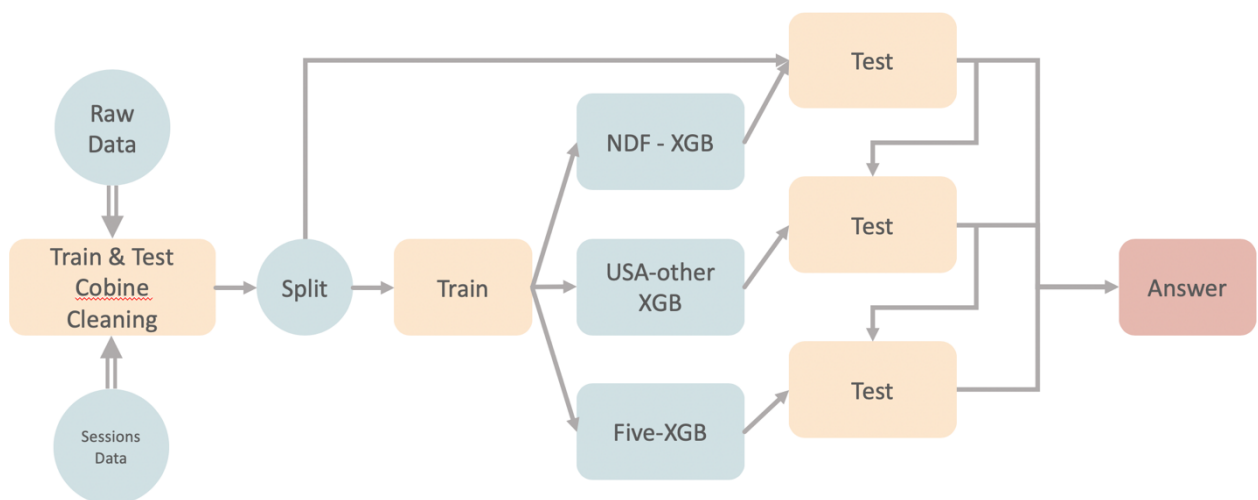 Raw
Data
Train & Test
Cobine
Cleaning
Sessions
Data
Split
Train
NDF - XGB
USA-other
XGB
Five-XGB
Test
Test
Test
Answer